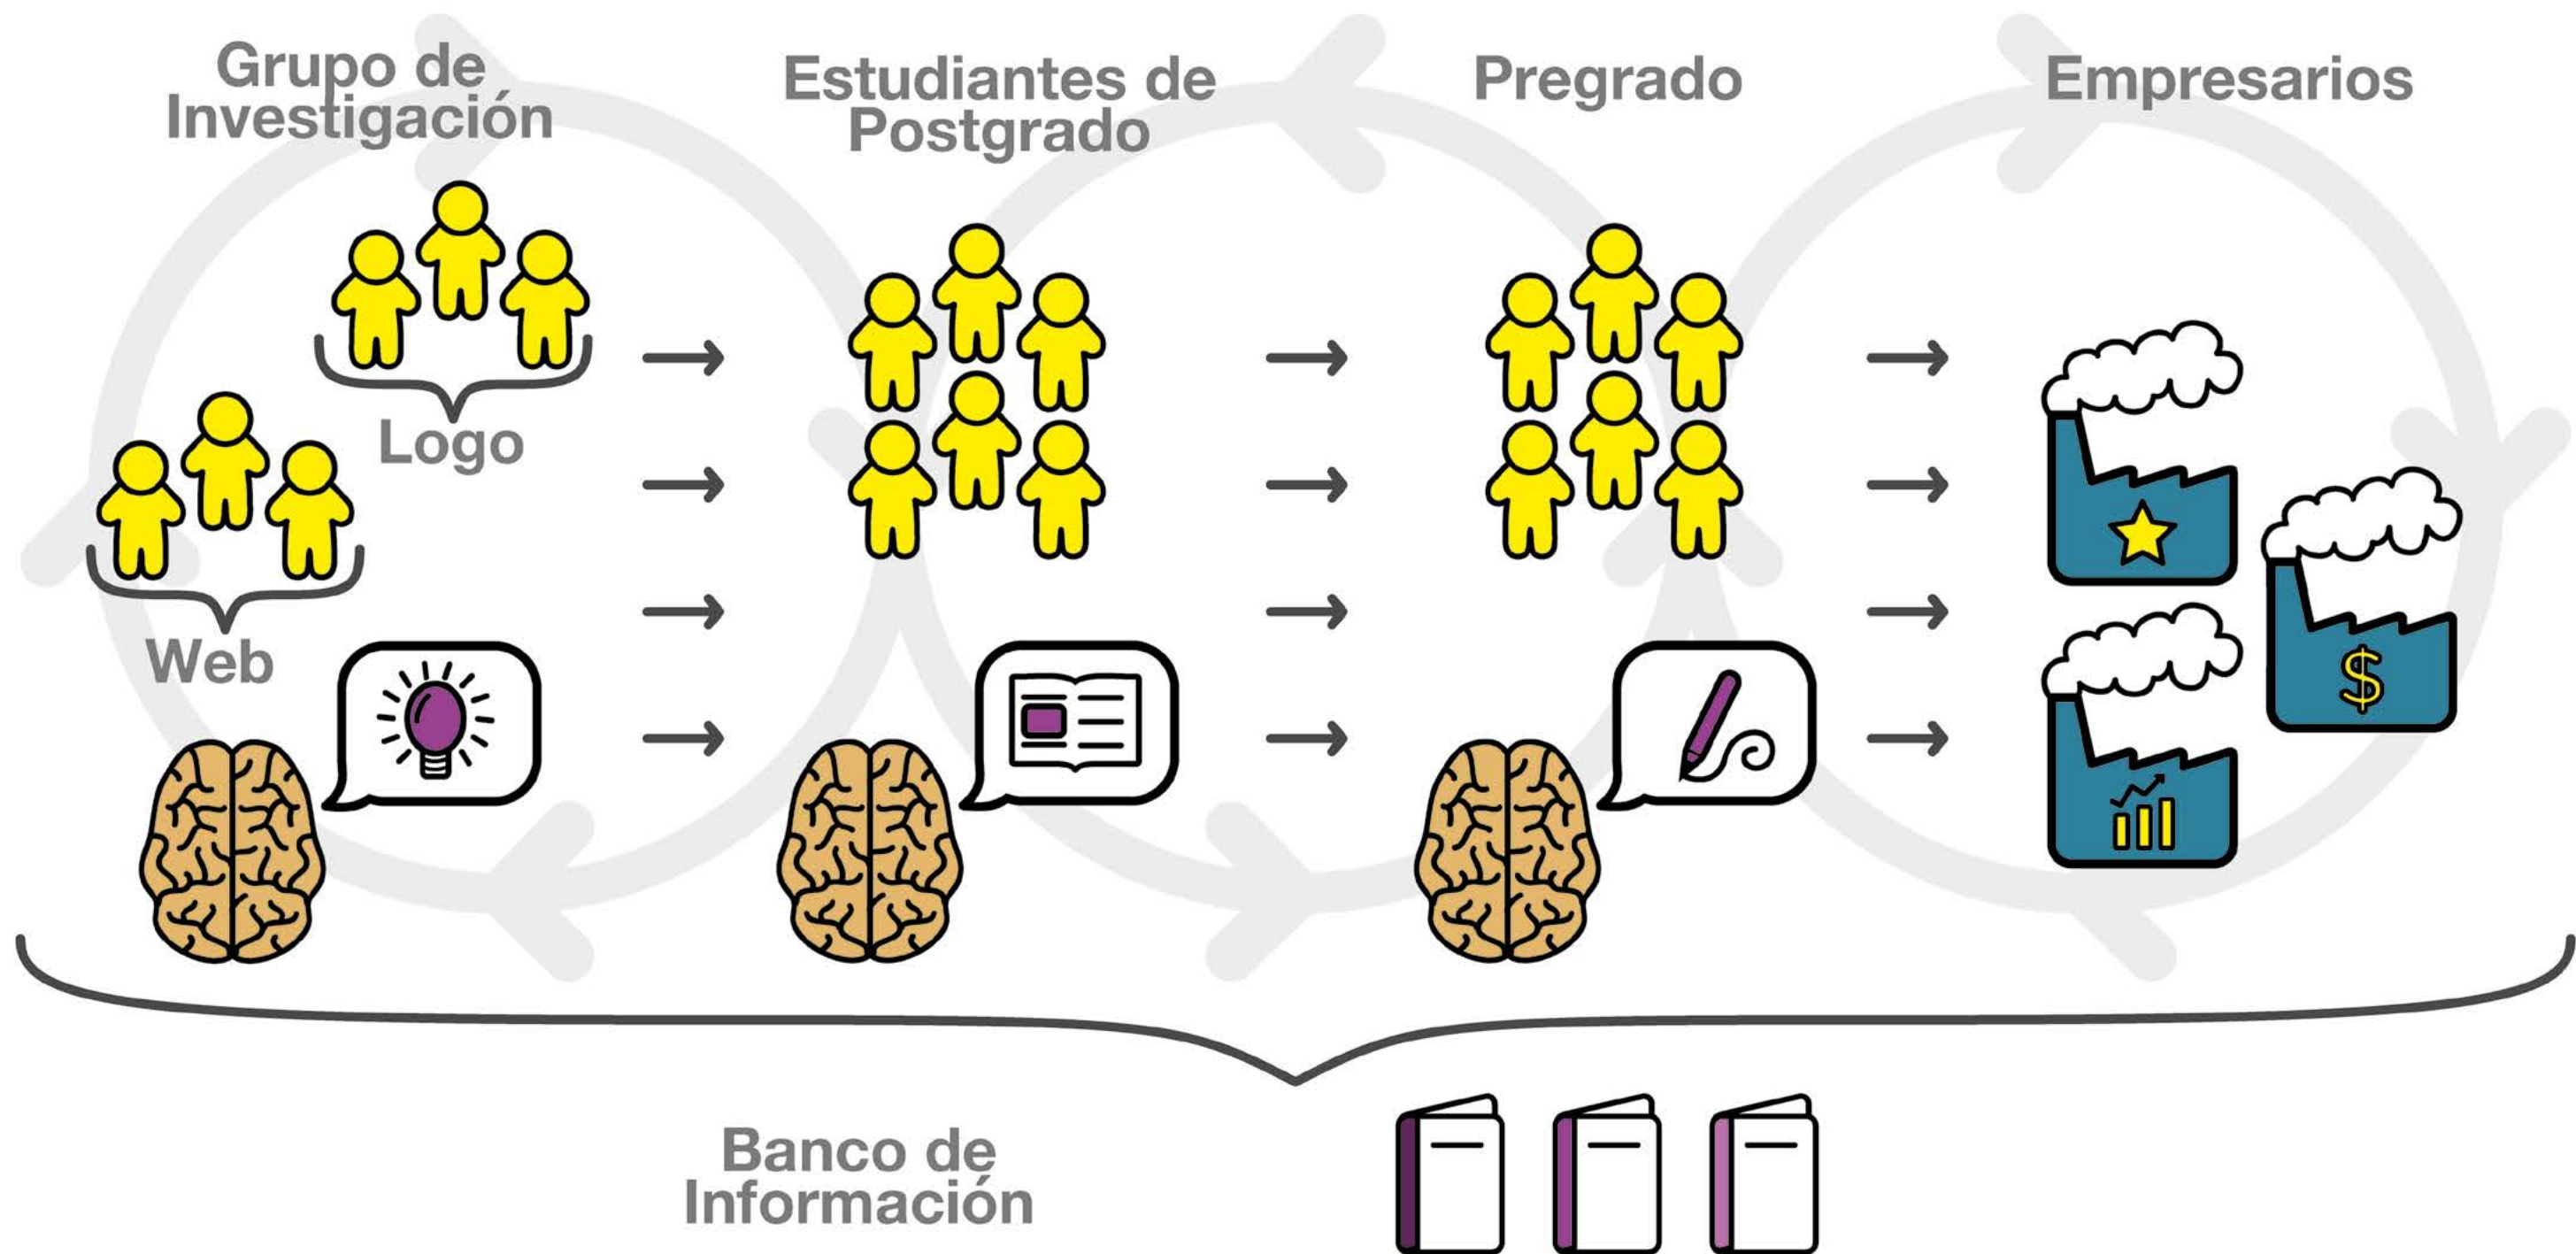 Grupo de
Investigación
Estudiantes de
Postgrado
Pregrado
Empresarios
Logo
Web
$
Banco de
Información